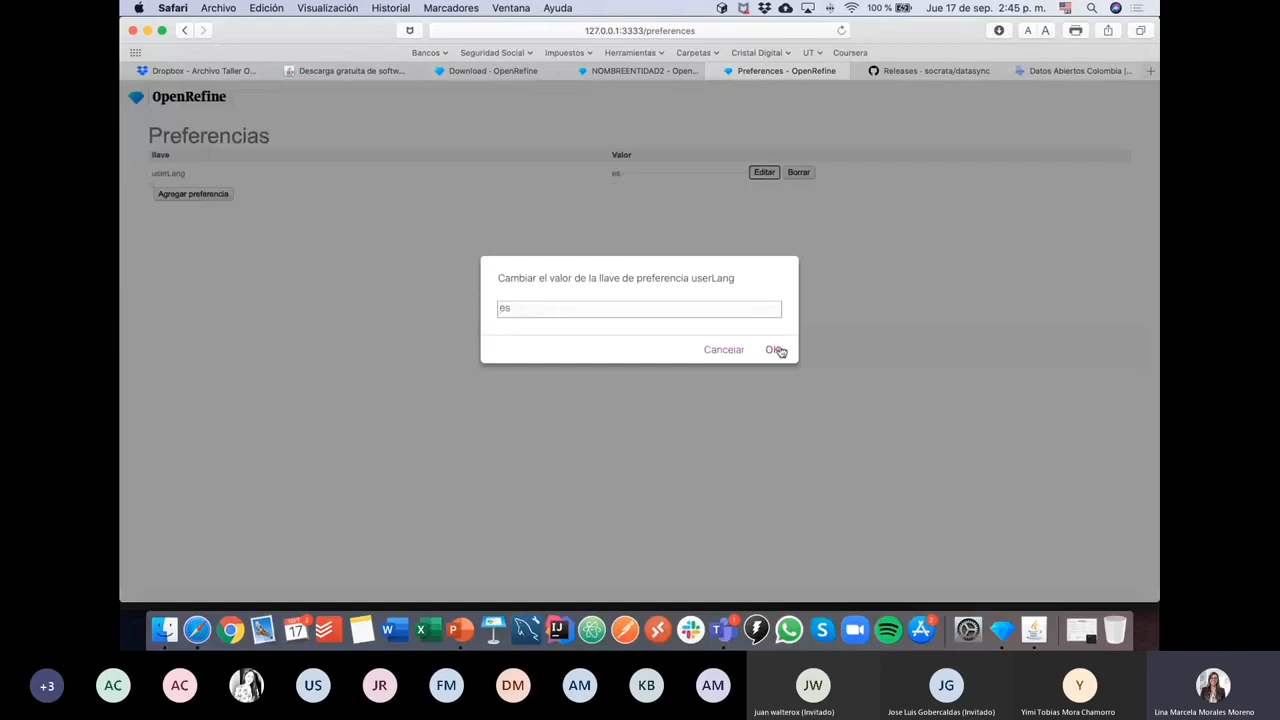 Safari Archivo Edición Visualización Historial Marcadores Ventana Ayuda 100 % Jue 17 de sep. 2:45 p. m.
127.0.0.1:3333/preferences A A
Bancos Seguridad Social Impuestos Herramientas Carpetas Cristal Digital UT Coursera
Dropbox - Archivo Taller O... Descarga gratuita de softw... Download - OpenRefine NOMBREENTIDAD2 - Open... Preferences - OpenRefine Releases - socrata/datasync Datos Abiertos Colombia |...
OpenRefine
Preferencias
llave Valor
userLang es Editar Borrar
Agregar preferencia
Cambiar el valor de la llave de preferencia userLang
es
Cancelar OK
+3 AC AC US JR FM DM AM KB AM JW JG Y
juan walterox (Invitado) Jose Luis Gobercaldas (Invitado) Yimi Tobias Mora Chamorro Lina Marcela Morales Moreno